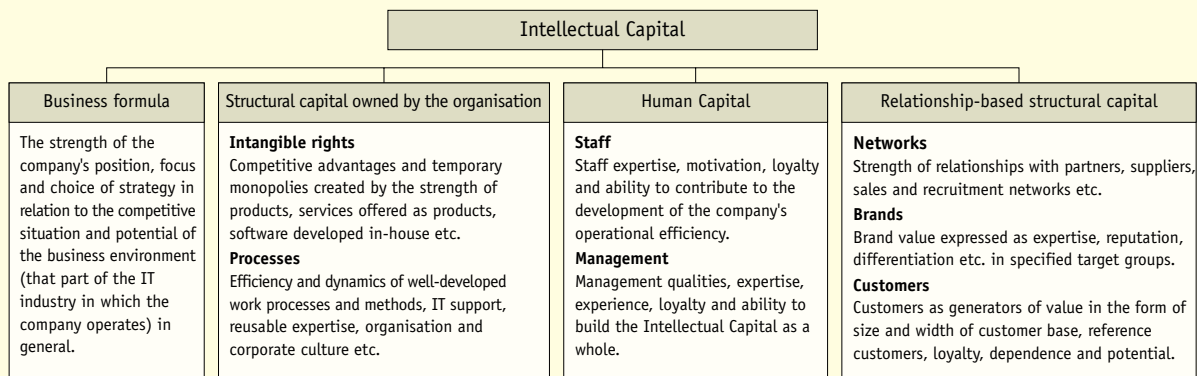 Intellectual Capital
Business formula
The strength of the
company's position, focus
and choice of strategy in
relation to the competitive
situation and potential of
the business environment
(that part of the IT
industry in which the
company operates) in
general.
Structural capital owned by the organisation
Intangible rights
Competitive advantages and temporary
monopolies created by the strength of
products, services offered as products,
software developed in-house etc.
Processes
Efficiency and dynamics of well-developed
work processes and methods, IT support,
reusable expertise, organisation and
corporate culture etc.
Human Capital
Staff
Staff expertise, motivation, loyalty
and ability to contribute to the
development of the company's
operational efficiency.
Management
Management qualities, expertise,
experience, loyalty and ability to
build the Intellectual Capital as a
whole.
Relationship-based structural capital
Networks
Strength of relationships with partners, suppliers,
sales and recruitment networks etc.
Brands
Brand value expressed as expertise, reputation,
differentiation etc. in specified target groups.
Customers
Customers as generators of value in the form of
size and width of customer base, reference
customers, loyalty, dependence and potential.